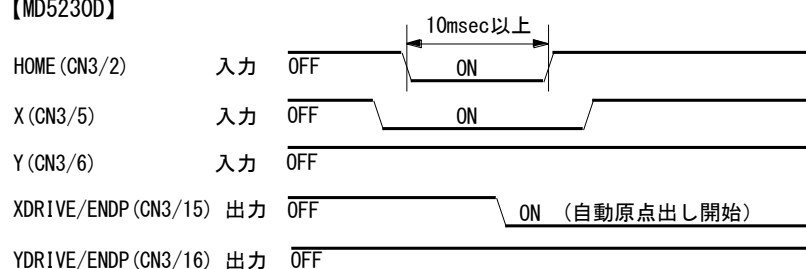 【MD5230D】
10msec以上
HOME(CN3/2) 入力 OFF ON
X(CN3/5) 入力 OFF ON
Y(CN3/6) 入力 OFF
XDRIVE/ENDP(CN3/15) 出力 OFF ON (自動原点出し開始)
YDRIVE/ENDP(CN3/16) 出力 OFF